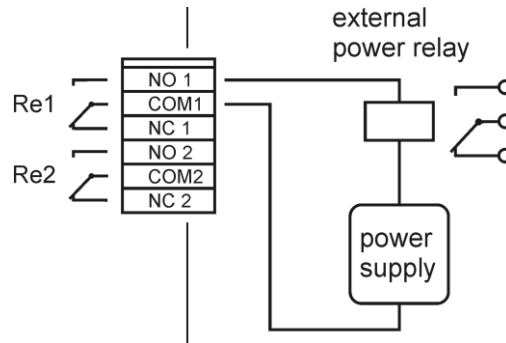 external
power relay
Re1
NO 1
COM1
NC 1
Re2
NO 2
COM2
NC 2
power
supply